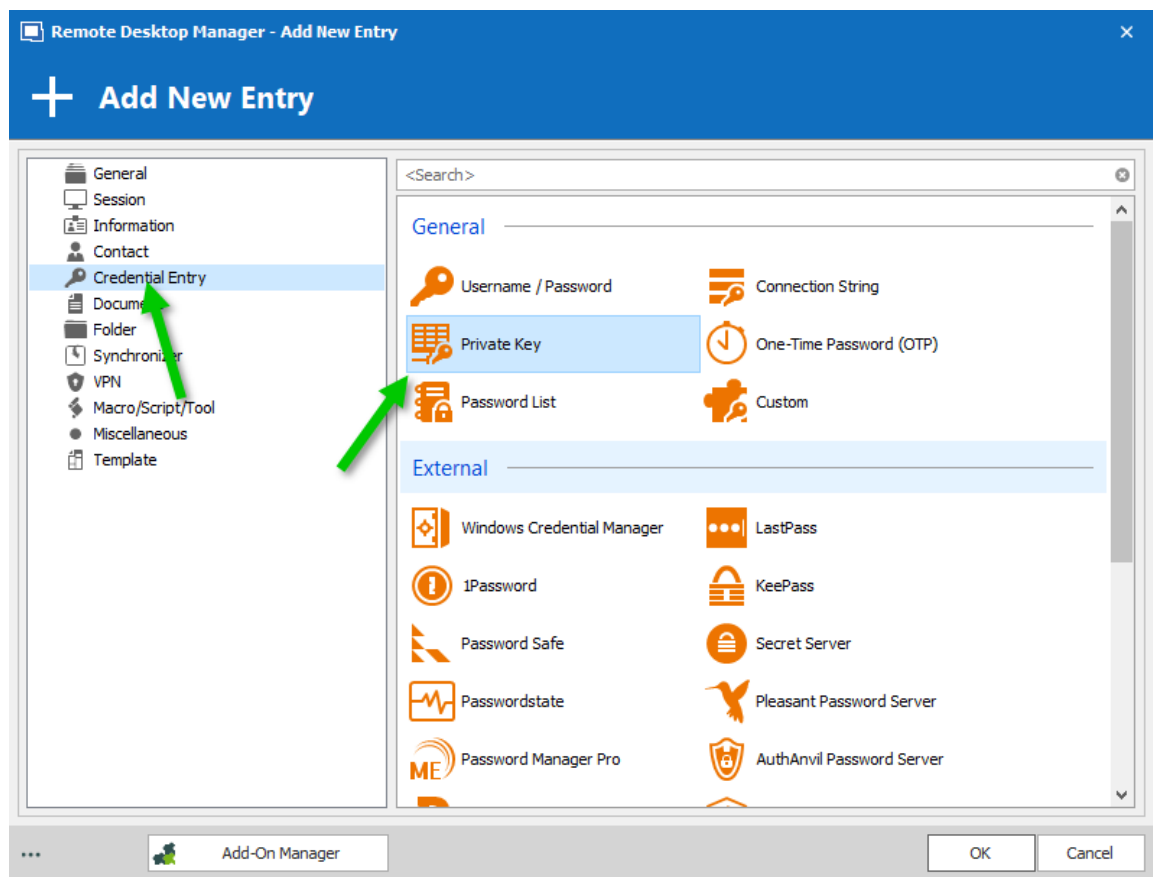 Remote Desktop Manager - Add New Entry
Add New Entry
General
Session
Information
Contact
Credential Entry
Folder
Synchronizer
VPN
Macro/Script/Tool
Miscellaneous
Template
<Search>
General
Username / Password
Connection String
Private Key
One-Time Password (OTP)
Password List
Custom
External
Windows Credential Manager
LastPass
1Password
KeePass
Password Safe
Secret Server
Passwordstate
Pleasant Password Server
ME
Password Manager Pro
AuthAnvil Password Server
Add-On Manager
OK
Cancel